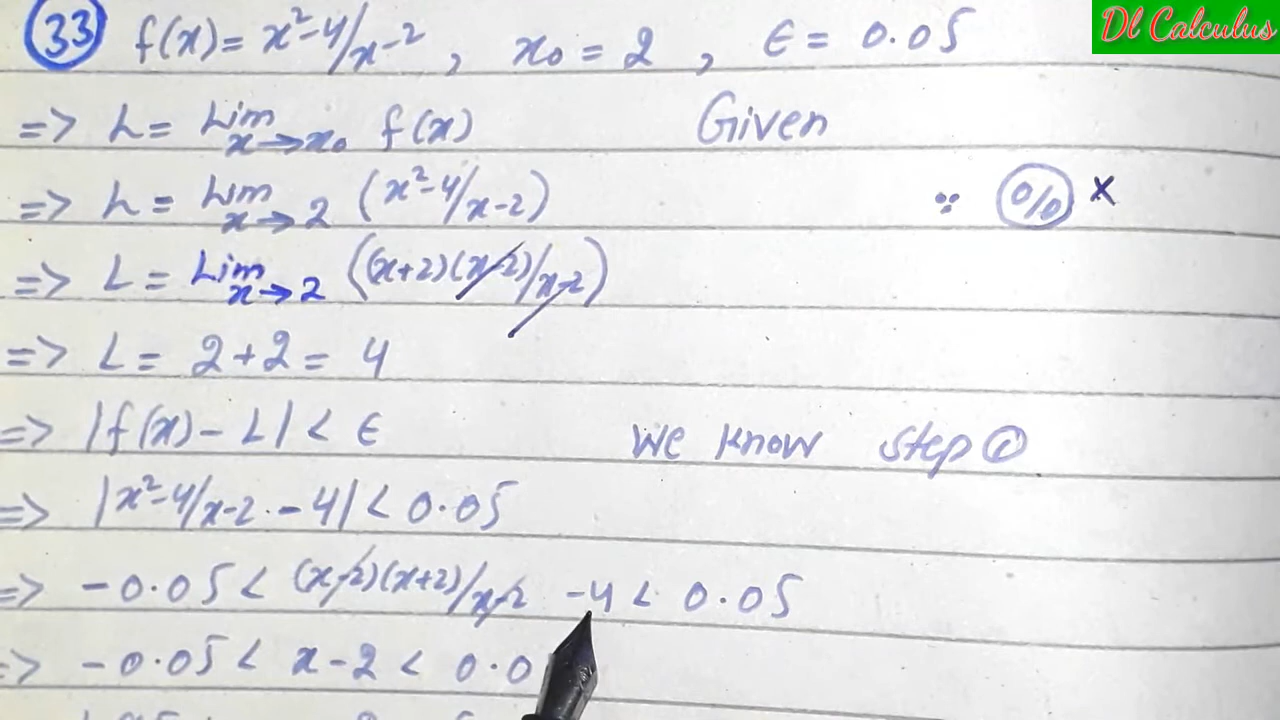 Dl Calculus
33 f(x) = x²-4/x-2 , x₀ = 2 , ϵ = 0.05
=> L = Lim x→x₀ f(x) Given
=> L = Lim x→2 (x²-4/x-2) ∵ 0/0 ×
=> L = Lim x→2 ((x+2)(x-2)/x-2)
=> L = 2+2 = 4
=> |f(x) - L| < ϵ We know step ①
=> |x²-4/x-2 - 4| < 0.05
=> -0.05 < (x-2)(x+2)/x-2 -4 < 0.05
=> -0.05 < x-2 < 0.0